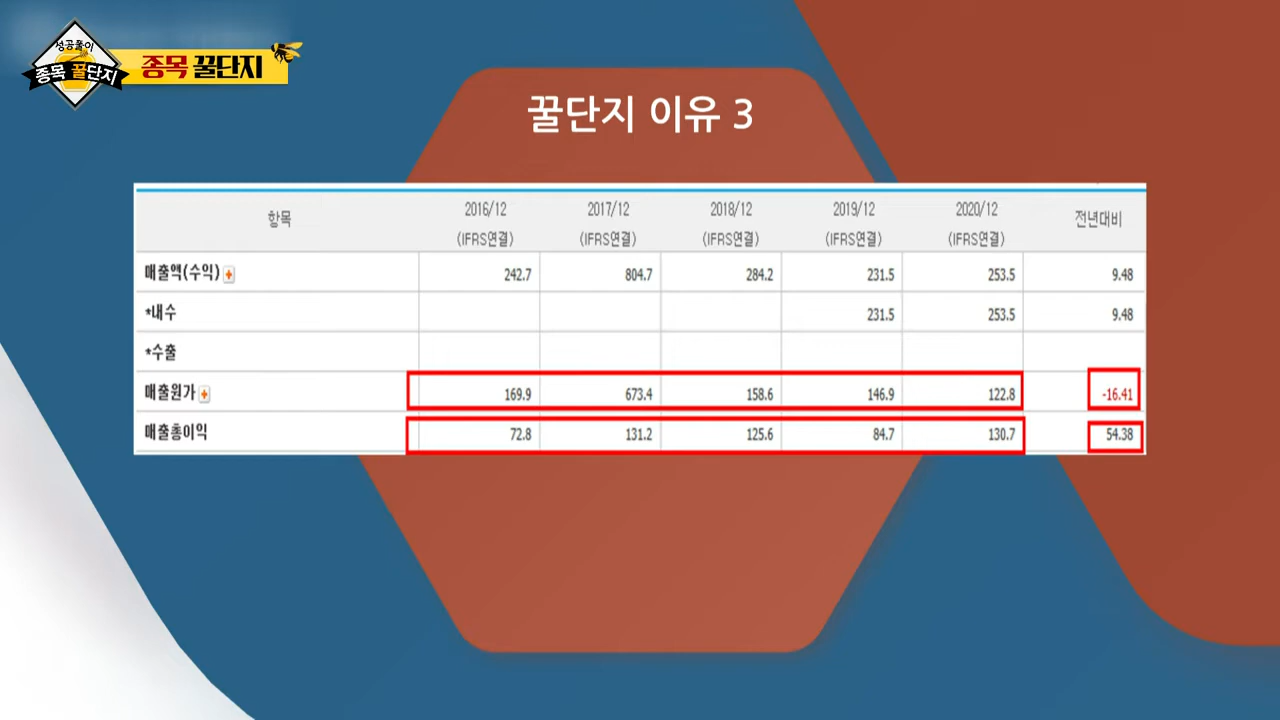 성공풀이
종목 꿀단지
종목 꿀단지
꿀단지 이유 3
항목 2016/12 (IFRS연결) 2017/12 (IFRS연결) 2018/12 (IFRS연결) 2019/12 (IFRS연결) 2020/12 (IFRS연결) 전년대비
매출액(수익) 242.7 804.7 284.2 231.5 253.5 9.48
*내수 231.5 253.5 9.48
*수출
매출원가 169.9 673.4 158.6 146.9 122.8 -16.41
매출총이익 72.8 131.2 125.6 84.7 130.7 54.38